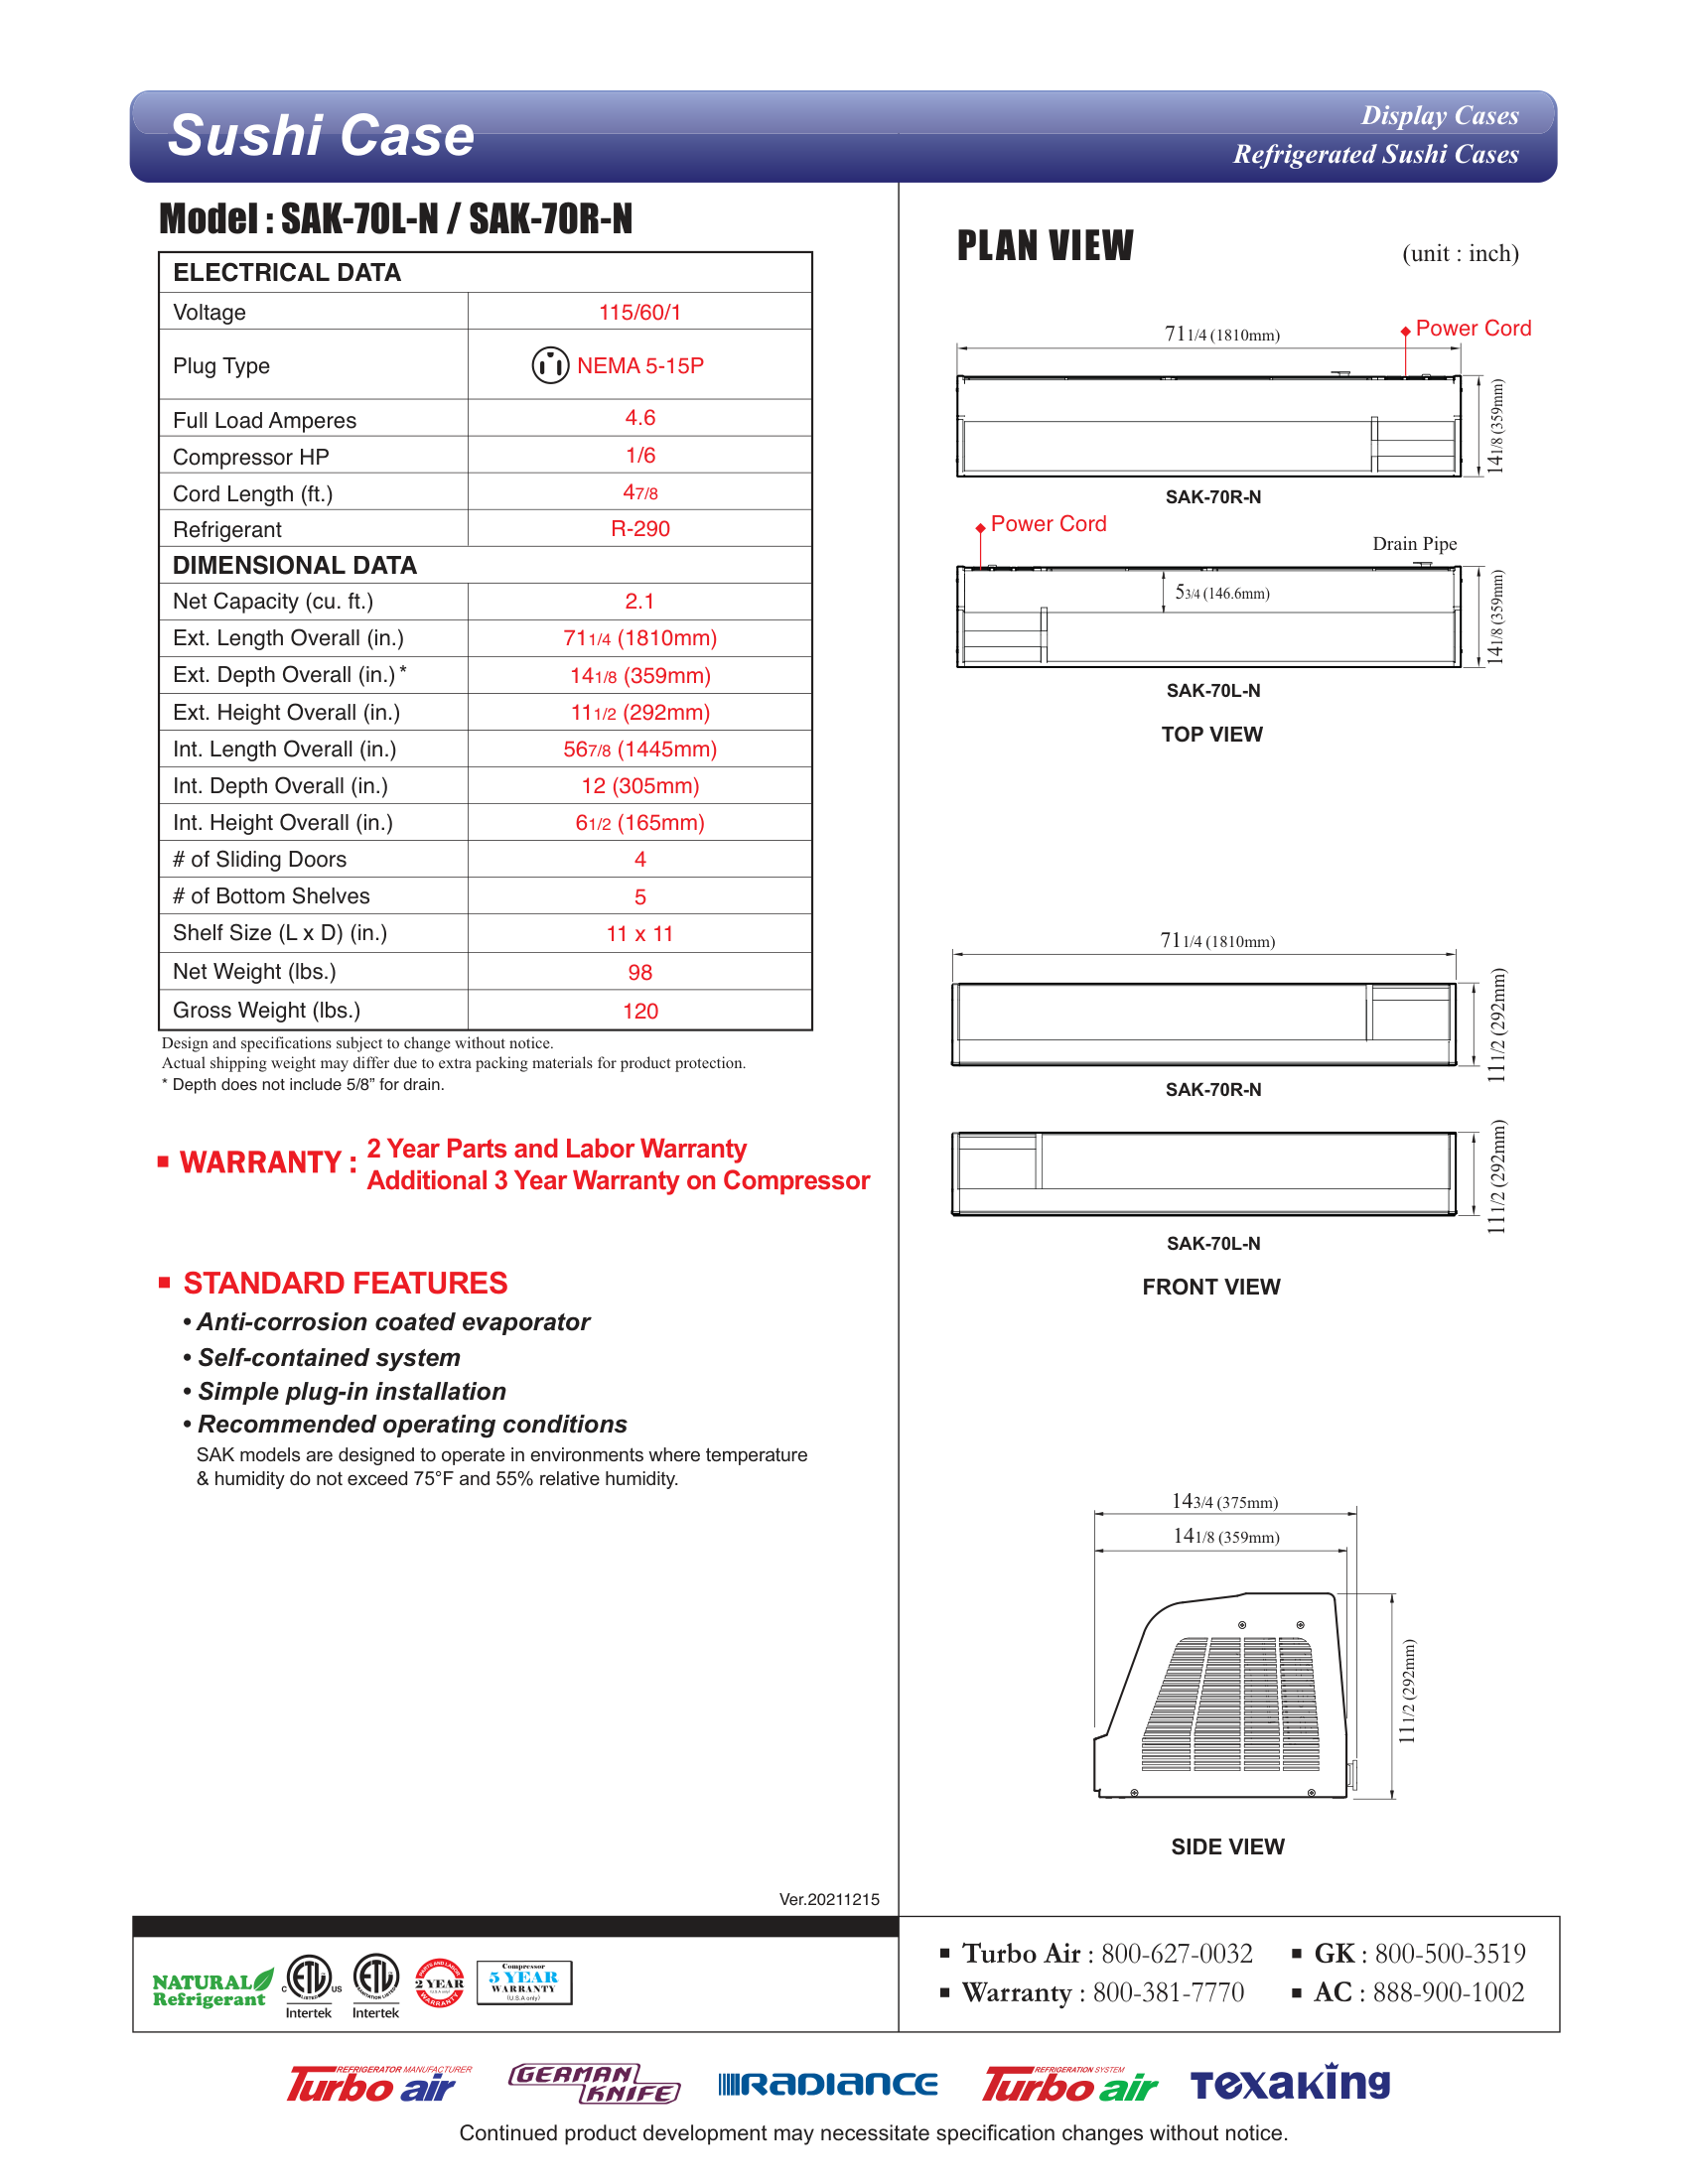 Sushi Case
Display Cases
Refrigerated Sushi Cases
Model : SAK-70L-N / SAK-70R-N
ELECTRICAL DATA
Voltage 115/60/1
Plug Type NEMA 5-15P
Full Load Amperes 4.6
Compressor HP 1/6
Cord Length (ft.) 4 7/8
Refrigerant R-290
DIMENSIONAL DATA
Net Capacity (cu. ft.) 2.1
Ext. Length Overall (in.) 71 1/4 (1810mm)
Ext. Depth Overall (in.) * 14 1/8 (359mm)
Ext. Height Overall (in.) 11 1/2 (292mm)
Int. Length Overall (in.) 56 7/8 (1445mm)
Int. Depth Overall (in.) 12 (305mm)
Int. Height Overall (in.) 6 1/2 (165mm)
# of Sliding Doors 4
# of Bottom Shelves 5
Shelf Size (L x D) (in.) 11 x 11
Net Weight (lbs.) 98
Gross Weight (lbs.) 120
Design and specifications subject to change without notice.
Actual shipping weight may differ due to extra packing materials for product protection.
* Depth does not include 5/8” for drain.
WARRANTY :
2 Year Parts and Labor Warranty
Additional 3 Year Warranty on Compressor
STANDARD FEATURES
• Anti-corrosion coated evaporator
• Self-contained system
• Simple plug-in installation
• Recommended operating conditions
SAK models are designed to operate in environments where temperature
& humidity do not exceed 75°F and 55% relative humidity.
Ver.20211215
PLAN VIEW
(unit : inch)
71 1/4 (1810mm)
Power Cord
14 1/8 (359mm)
SAK-70R-N
Power Cord
Drain Pipe
5 3/4 (146.6mm)
14 1/8 (359mm)
SAK-70L-N
TOP VIEW
71 1/4 (1810mm)
11 1/2 (292mm)
SAK-70R-N
11 1/2 (292mm)
SAK-70L-N
FRONT VIEW
14 3/4 (375mm)
14 1/8 (359mm)
11 1/2 (292mm)
SIDE VIEW
NATURAL
Refrigerant
C ETL LISTED US
Intertek
ETL SANITATION LISTED
Intertek
PARTS AND LABOR
2 YEAR
WARRANTY
Compressor
5 YEAR
WARRANTY
(U.S.A only)
Turbo Air : 800-627-0032
GK : 800-500-3519
Warranty : 800-381-7770
AC : 888-900-1002
REFRIGERATOR MANUFACTURER
Turbo air
GERMAN
KNIFE
RADIANCE
REFRIGERATION SYSTEM
Turbo air
Texaking
Continued product development may necessitate specification changes without notice.